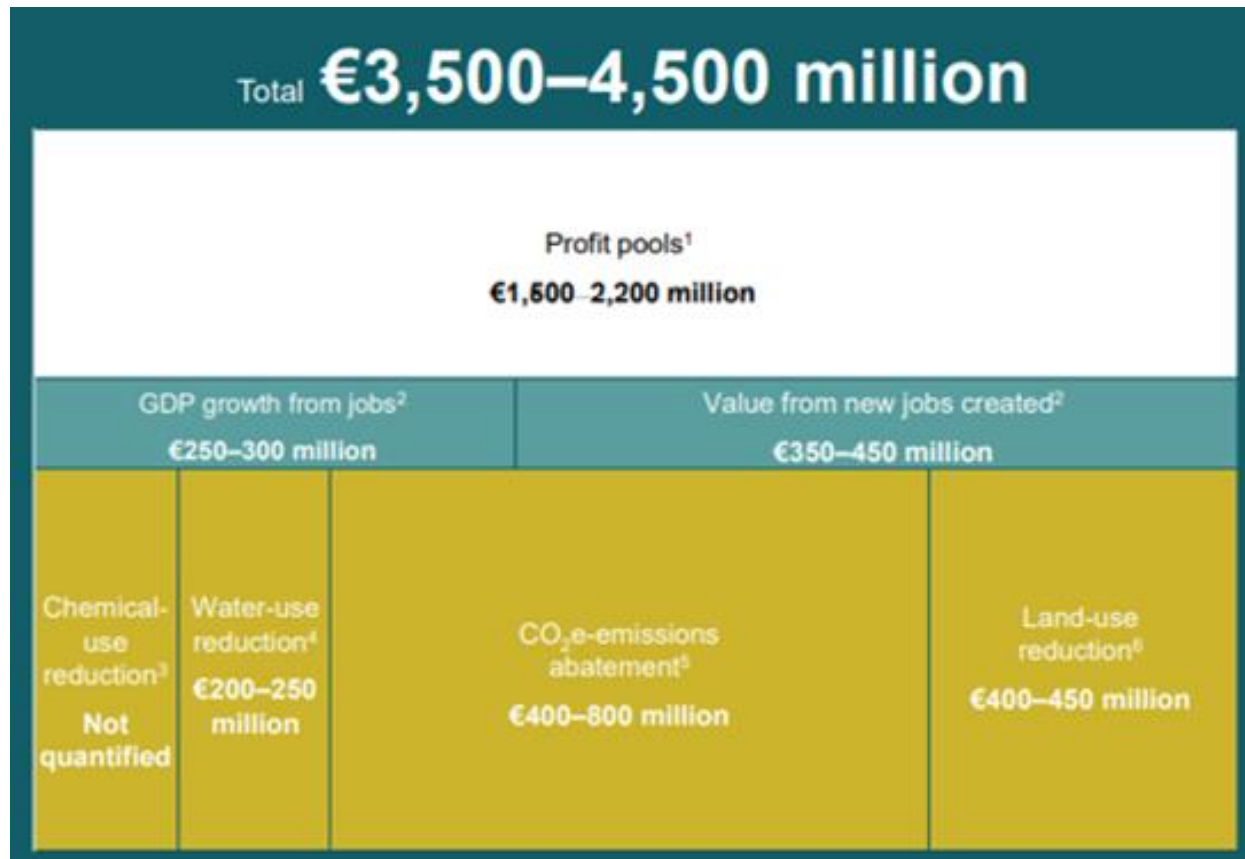 Total €3,500–4,500 million
Profit pools¹
2,200 million
GDP growth from jobs²
€250–300 million
Value from new jobs created²
€350–450 million
Chemical-
use
reduction³
Not
quantified
Water-use
reduction⁴
€200–250
million
CO₂e-emissions
abatement⁵
€400–800 million
Land-use
reduction⁶
€400–450 million